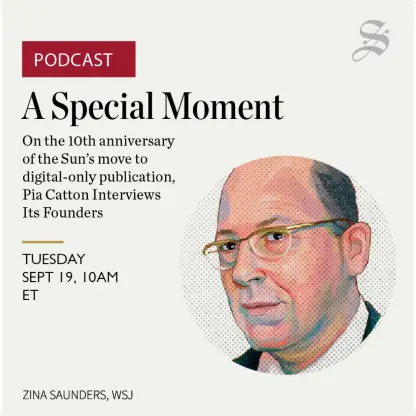 S
PODCAST
A Special Moment
On the 10th anniversary
of the Sun's move to
digital-only publication,
Pia Catton Interviews
Its Founders
TUESDAY
SEPT 19, 10AM
ET
ZINA SAUNDERS, WSJ